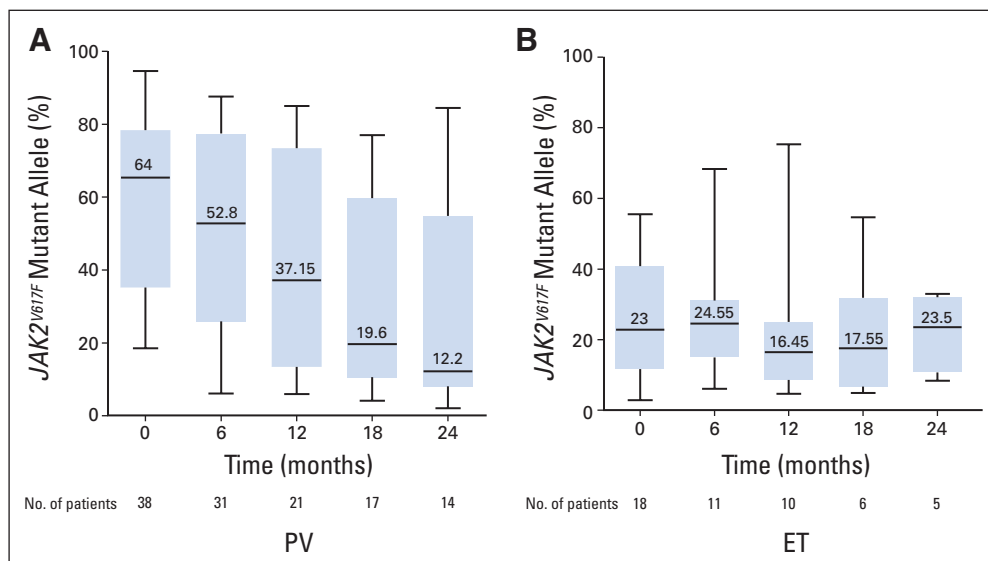 A
JAK2V617F Mutant Allele (%)
100
80
60
40
20
0
64
52.8
37.15
19.6
12.2
0 6 12 18 24
Time (months)
No. of patients 38 31 21 17 14
PV
B
JAK2V617F Mutant Allele (%)
100
80
60
40
20
0
23
24.55
16.45
17.55
23.5
0 6 12 18 24
Time (months)
No. of patients 18 11 10 6 5
ET